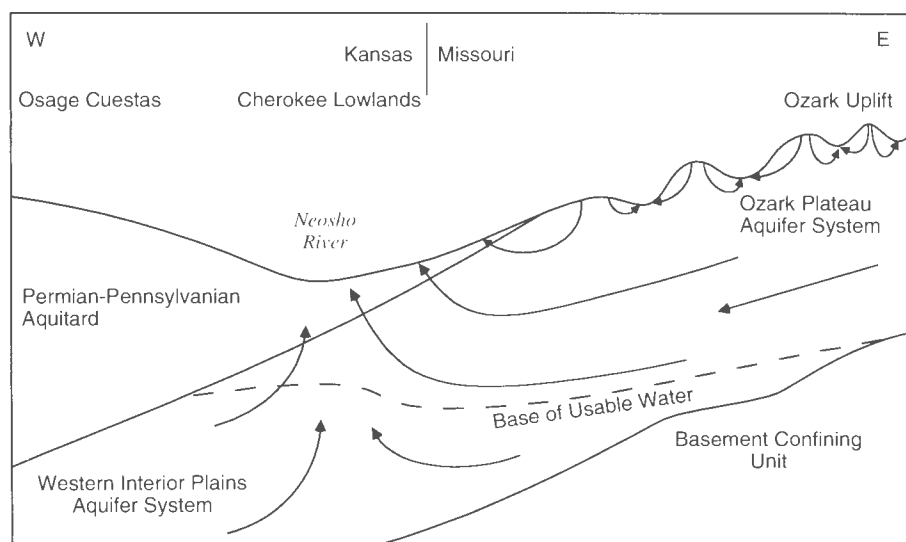 W
E
Kansas
Missouri
Osage Cuestas
Cherokee Lowlands
Ozark Uplift
Neosho
River
Ozark Plateau
Aquifer System
Permian-Pennsylvanian
Aquitard
Base of Usable Water
Basement Confining
Unit
Western Interior Plains
Aquifer System